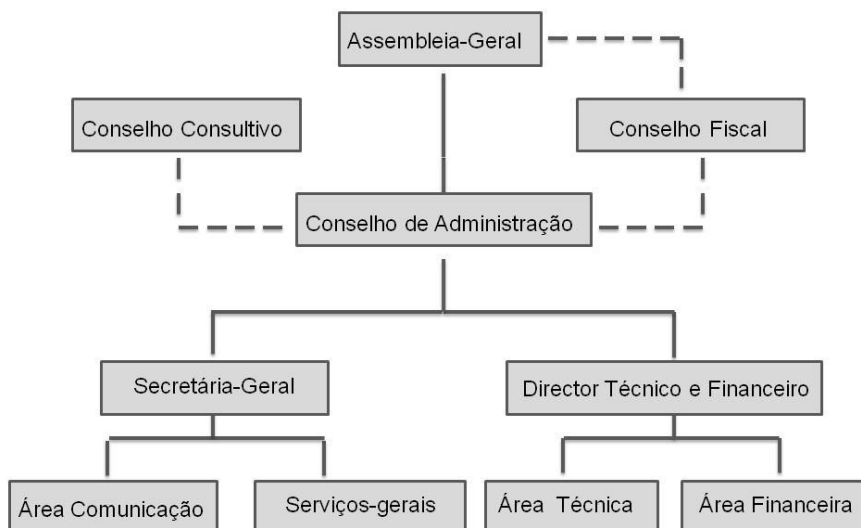 Assembleia-Geral
Conselho Consultivo
Conselho Fiscal
Conselho de Administração
Secretária-Geral
Director Técnico e Financeiro
Área Comunicação
Serviços-gerais
Área Técnica
Área Financeira